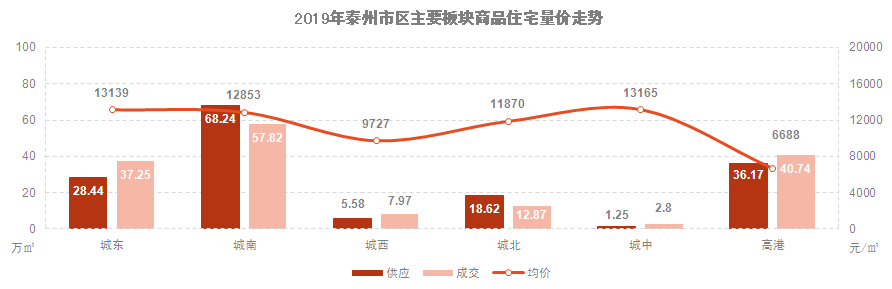 2019年泰州市区主要板块商品住宅量价走势
100
80
60
40
20
0
万㎡
20000
16000
12000
8000
4000
0
元/㎡
13139
12853
9727
11870
13165
6688
28.44
37.25
68.24
57.82
5.58
7.97
18.62
12.87
1.25
2.8
36.17
40.74
城东
城南
城西
城北
城中
高港
供应
成交
均价